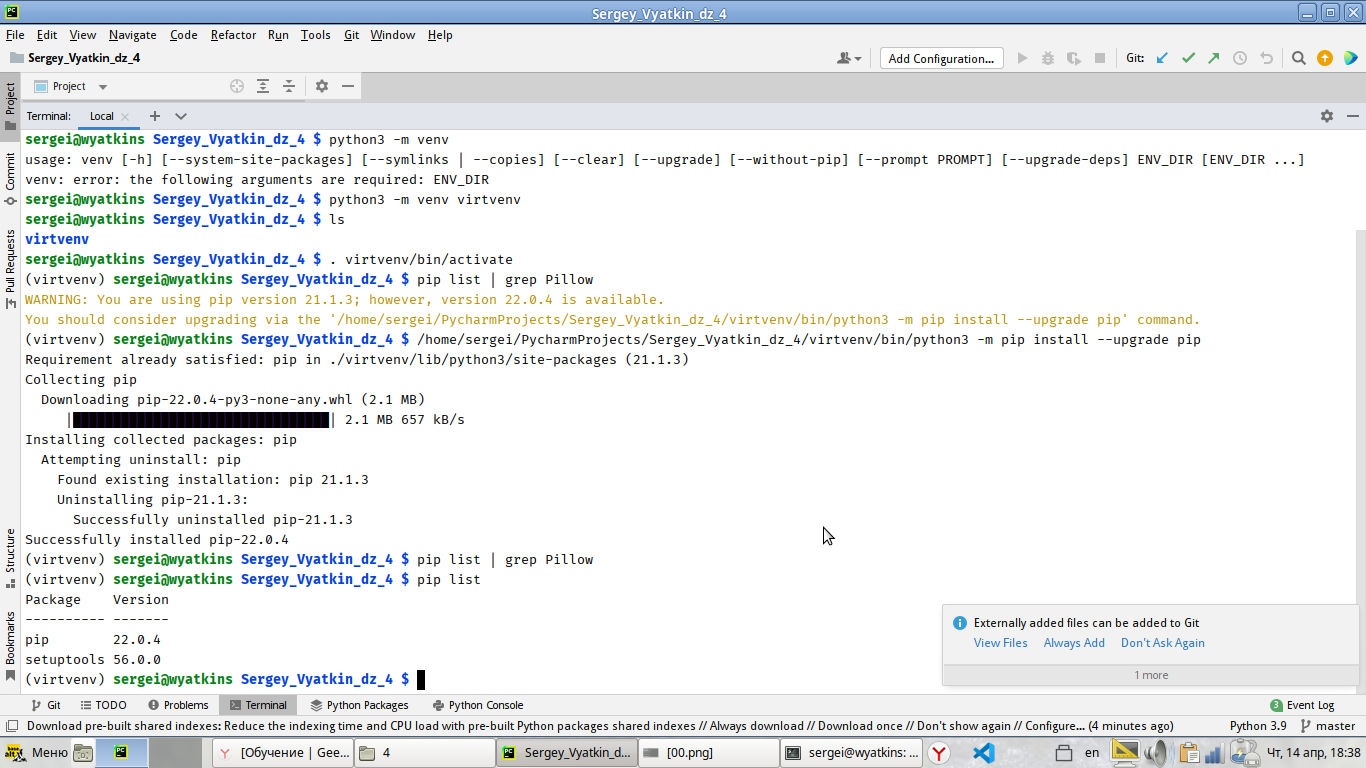 Sergey_Vyatkin_dz_4
File Edit View Navigate Code Refactor Run Tools Git Window Help
Sergey_Vyatkin_dz_4 Add Configuration... Git:
Project
Terminal: Local
sergei@wyatkins Sergey_Vyatkin_dz_4 $ python3 -m venv
usage: venv [-h] [--system-site-packages] [--symlinks | --copies] [--clear] [--upgrade] [--without-pip] [--prompt PROMPT] [--upgrade-deps] ENV_DIR [ENV_DIR ...]
venv: error: the following arguments are required: ENV_DIR
sergei@wyatkins Sergey_Vyatkin_dz_4 $ python3 -m venv virtvenv
sergei@wyatkins Sergey_Vyatkin_dz_4 $ ls
virtvenv
sergei@wyatkins Sergey_Vyatkin_dz_4 $ . virtvenv/bin/activate
(virtvenv) sergei@wyatkins Sergey_Vyatkin_dz_4 $ pip list | grep Pillow
WARNING: You are using pip version 21.1.3; however, version 22.0.4 is available.
You should consider upgrading via the '/home/sergei/PycharmProjects/Sergey_Vyatkin_dz_4/virtvenv/bin/python3 -m pip install --upgrade pip' command.
(virtvenv) sergei@wyatkins Sergey_Vyatkin_dz_4 $ /home/sergei/PycharmProjects/Sergey_Vyatkin_dz_4/virtvenv/bin/python3 -m pip install --upgrade pip
Requirement already satisfied: pip in ./virtvenv/lib/python3/site-packages (21.1.3)
Collecting pip
Downloading pip-22.0.4-py3-none-any.whl (2.1 MB)
| | 2.1 MB 657 kB/s
Installing collected packages: pip
Attempting uninstall: pip
Found existing installation: pip 21.1.3
Uninstalling pip-21.1.3:
Successfully uninstalled pip-21.1.3
Successfully installed pip-22.0.4
(virtvenv) sergei@wyatkins Sergey_Vyatkin_dz_4 $ pip list | grep Pillow
(virtvenv) sergei@wyatkins Sergey_Vyatkin_dz_4 $ pip list
Package Version
---------- -------
pip 22.0.4
setuptools 56.0.0
(virtvenv) sergei@wyatkins Sergey_Vyatkin_dz_4 $
Project
Commit
Pull Requests
Structure
Bookmarks
Externally added files can be added to Git
View Files Always Add Don't Ask Again
1 more
Git TODO Problems Terminal Python Packages Python Console 3 Event Log
Download pre-built shared indexes: Reduce the indexing time and CPU load with pre-built Python packages shared indexes // Always download // Download once // Don't show again // Configure... (4 minutes ago) Python 3.9 master
Меню [Обучение | Gee... 4 Sergey_Vyatkin_d... [00.png] sergei@wyatkins: ... en Чт, 14 апр, 18:38